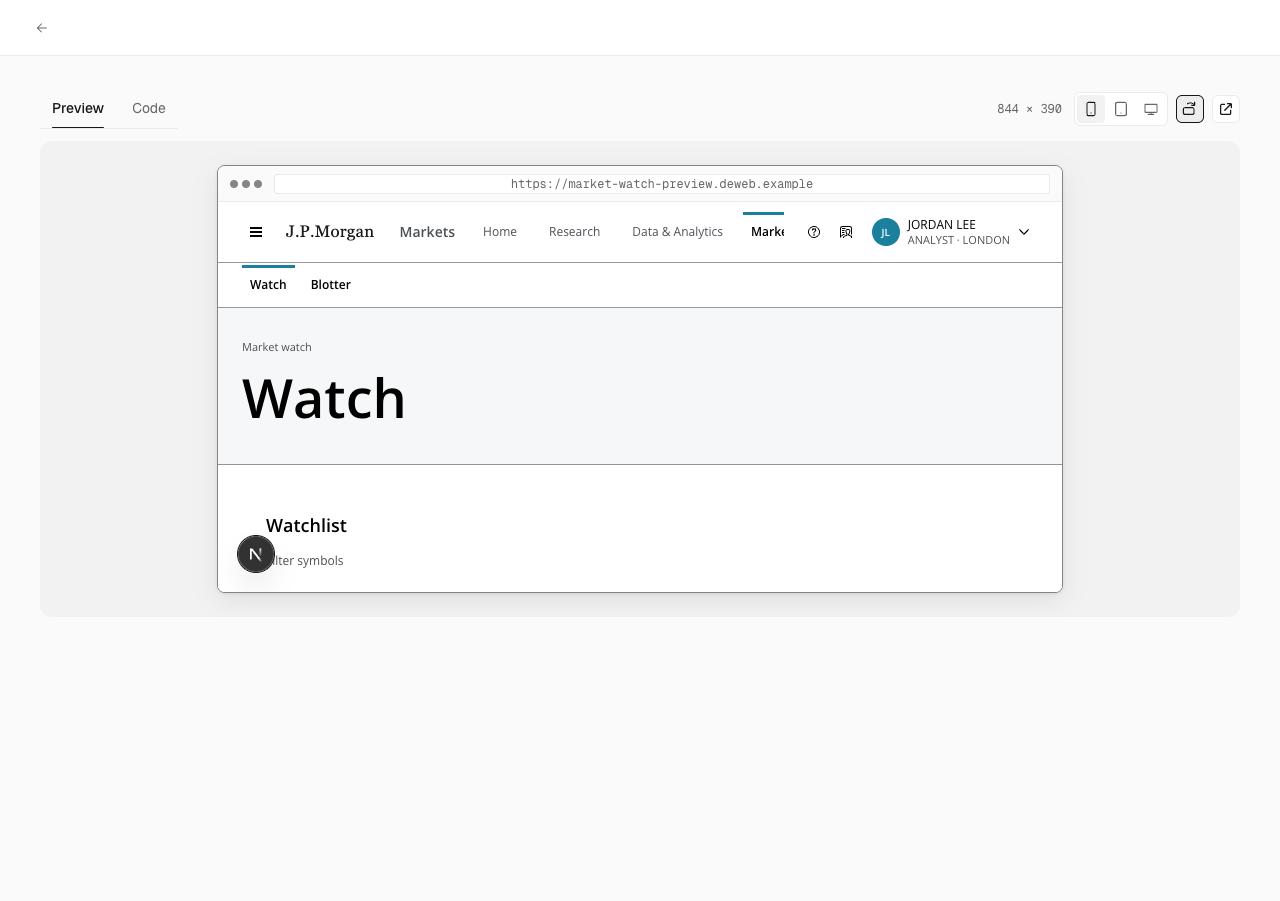 Preview Code 844 × 390
https://market-watch-preview.deweb.example
J.P.Morgan Markets Home Research Data & Analytics Marke JL JORDAN LEE
ANALYST · LONDON
Watch Blotter
Market watch
Watch
Watchlist
N lter symbols